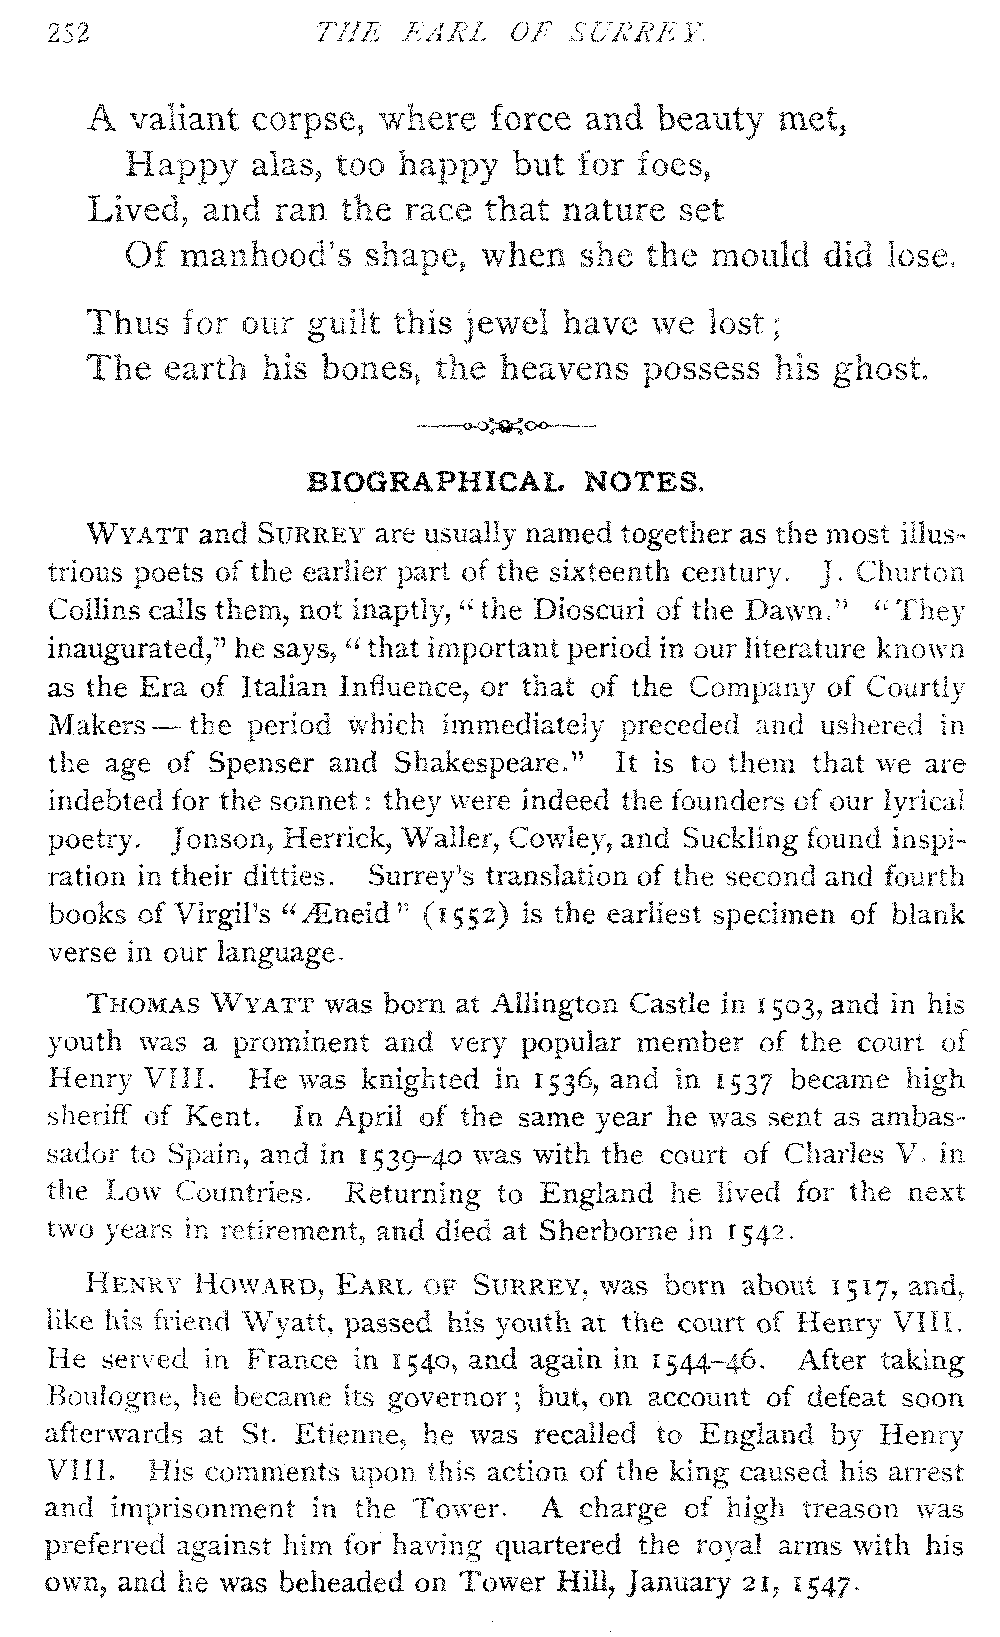 252 THE EARL OF SURREY.
A valiant corpse, where force and beauty met,
Happy alas, too happy but for foes,
Lived, and ran the race that nature set
Of manhood's shape, when she the mould did lose.
Thus for our guilt this jewel have we lost;
The earth his bones, the heavens possess his ghost.
BIOGRAPHICAL NOTES.
WYATT and SURREY are usually named together as the most illus-
trious poets of the earlier part of the sixteenth century. J. Churton
Collins calls them, not inaptly, "the Dioscuri of the Dawn." "They
inaugurated," he says, "that important period in our literature known
as the Era of Italian Influence, or that of the Company of Courtly
Makers — the period which immediately preceded and ushered in
the age of Spenser and Shakespeare." It is to them that we are
indebted for the sonnet: they were indeed the founders of our lyrical
poetry. Jonson, Herrick, Waller, Cowley, and Suckling found inspi-
ration in their ditties. Surrey's translation of the second and fourth
books of Virgil's "Æneid" (1552) is the earliest specimen of blank
verse in our language.
THOMAS WYATT was born at Allington Castle in 1503, and in his
youth was a prominent and very popular member of the court of
Henry VIII. He was knighted in 1536, and in 1537 became high
sheriff of Kent. In April of the same year he was sent as ambas-
sador to Spain, and in 1539–40 was with the court of Charles V. in
the Low Countries. Returning to England he lived for the next
two years in retirement, and died at Sherborne in 1542.
HENRY HOWARD, EARL OF SURREY, was born about 1517, and,
like his friend Wyatt, passed his youth at the court of Henry VIII.
He served in France in 1540, and again in 1544–46. After taking
Boulogne, he became its governor; but, on account of defeat soon
afterwards at St. Etienne, he was recalled to England by Henry
VIII. His comments upon this action of the king caused his arrest
and imprisonment in the Tower. A charge of high treason was
preferred against him for having quartered the royal arms with his
own, and he was beheaded on Tower Hill, January 21, 1547.